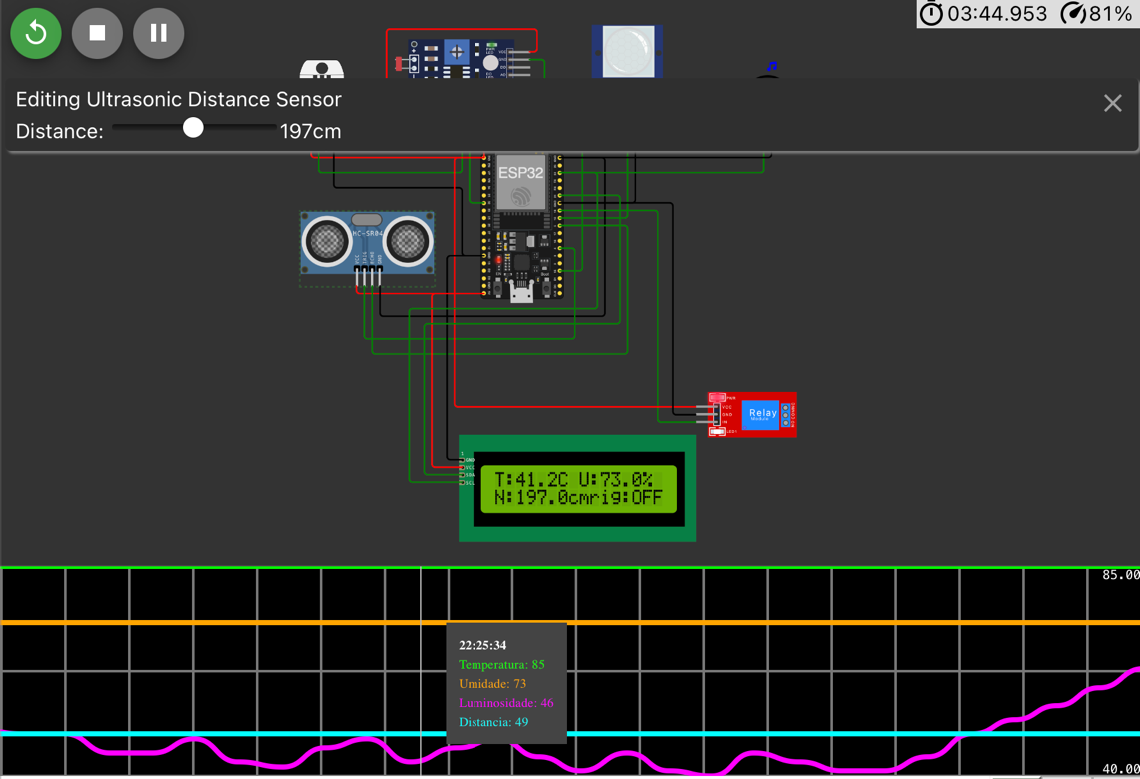 03:44.953 81%
Editing Ultrasonic Distance Sensor
Distance: 197cm
ESP32
HC-SR04
VCC
TRIG
ECHO
GND
PWR
VCC
GND
IN
LED1
Relay
Module
1
GND
VCC
SDA
SCL
T:41.2C U:73.0%
N:197.0cmrig:OFF
85.00
22:25:34
Temperatura: 85
Umidade: 73
Luminosidade: 46
Distancia: 49
40.00